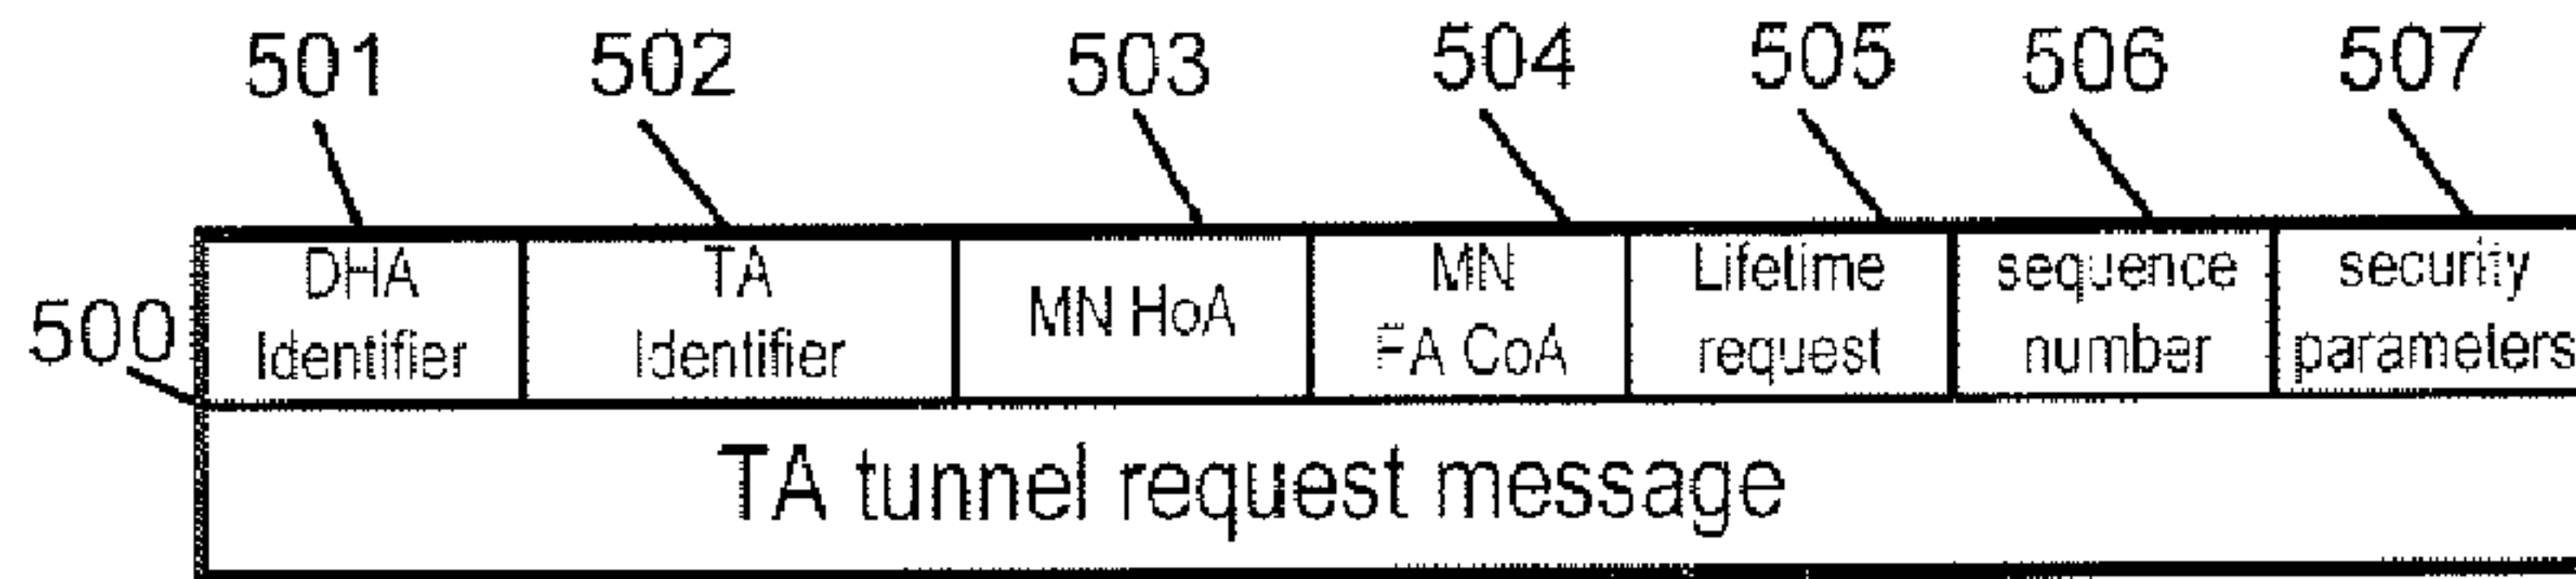 501 502 503 504 505 506 507
500
DHA
Identifier
TA
Identifier
MN HoA
MN
FA CoA
Lifetime
request
sequence
number
security
parameters
TA tunnel request message